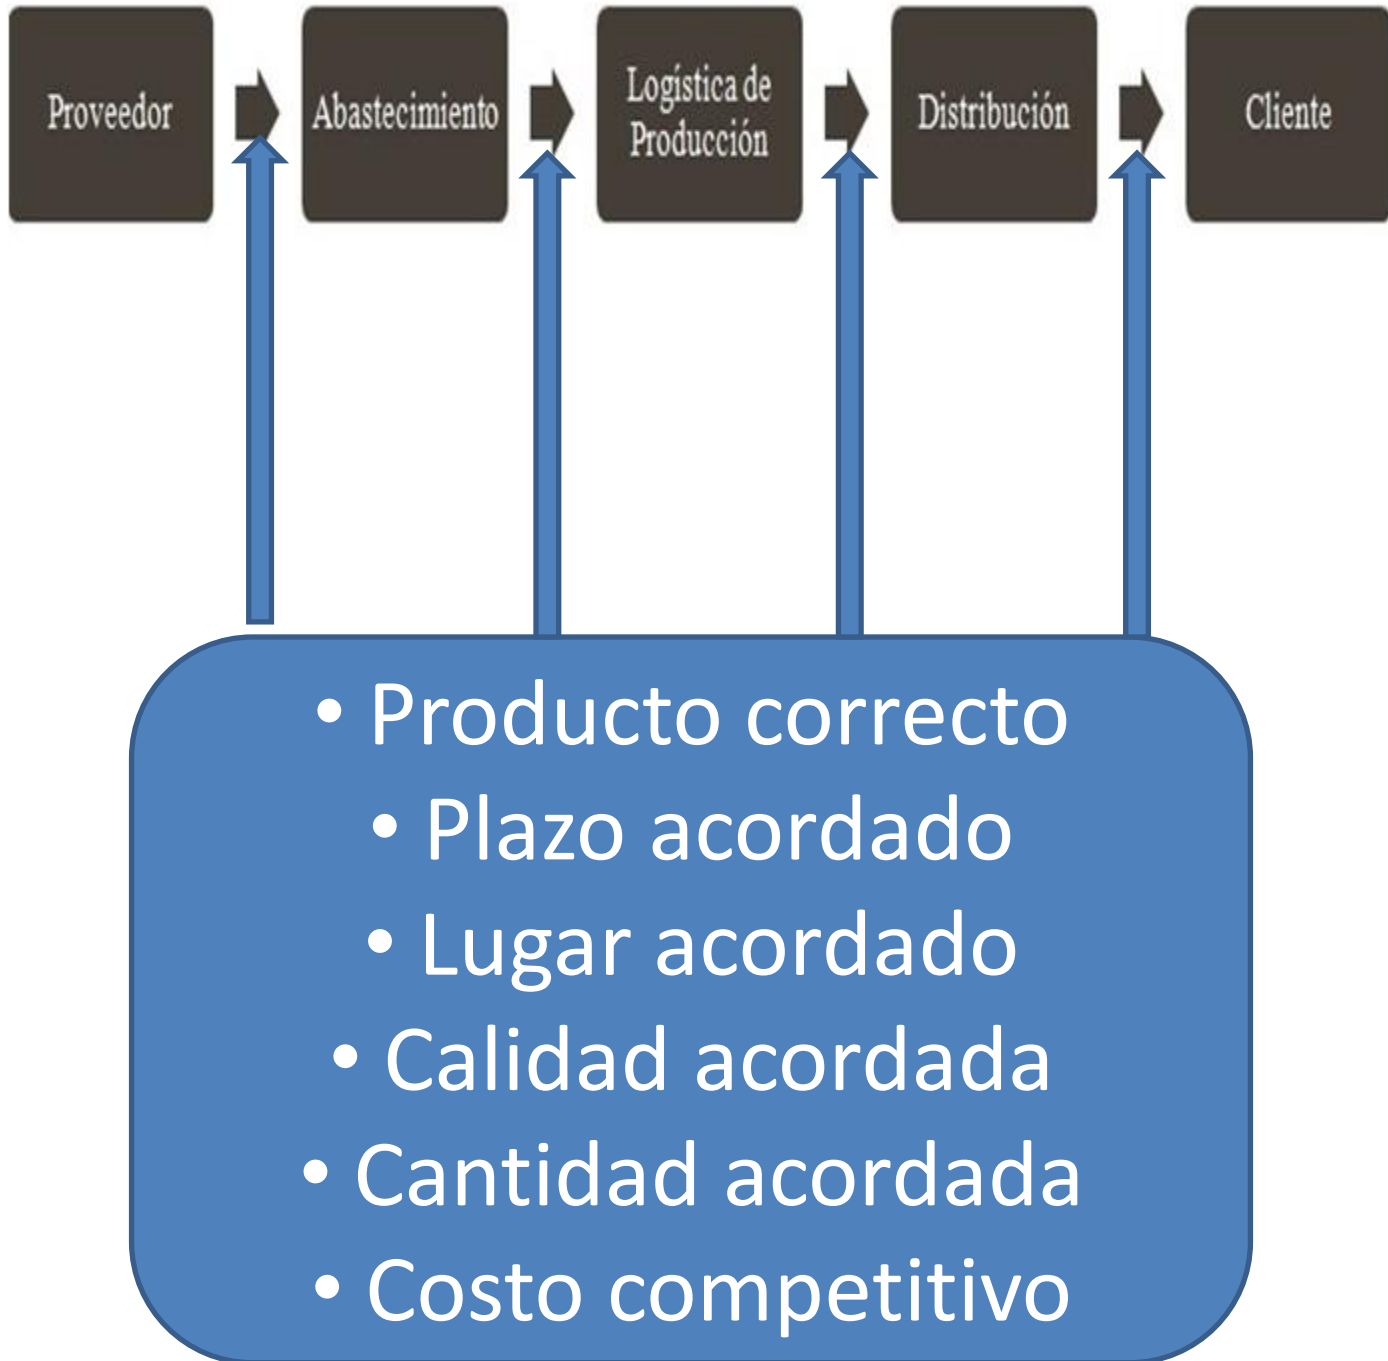 Proveedor
Abastecimiento
Logística de
Producción
Distribución
Cliente
• Producto correcto
• Plazo acordado
• Lugar acordado
• Calidad acordada
• Cantidad acordada
• Costo competitivo